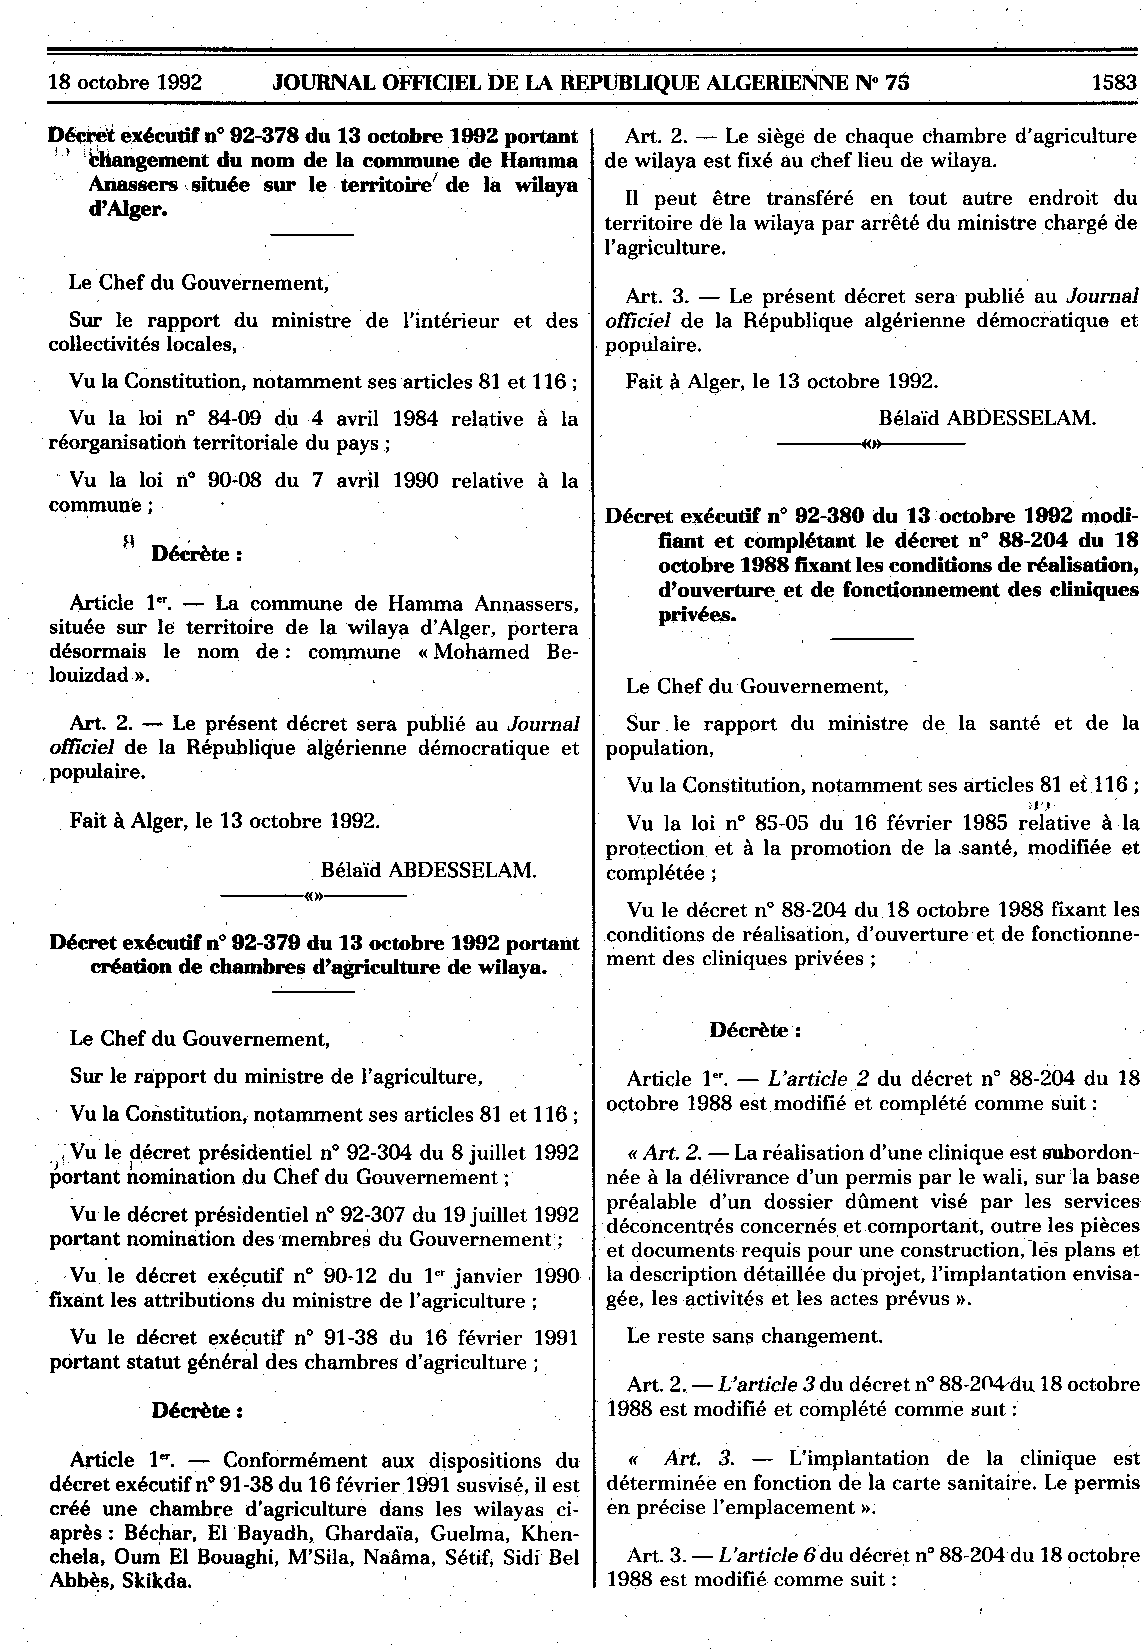 18 octobre 1992 JOURNAL OFFICIEL DE LA REPUBLIQUE ALGERIENNE N° 75 1583
Décret exécutif n° 92-378 du 13 octobre 1992 portant
changement du nom de la commune de Hamma
Anassers située sur le territoire de la wilaya
d'Alger.
Le Chef du Gouvernement,
Sur le rapport du ministre de l'intérieur et des
collectivités locales,
Vu la Constitution, notamment ses articles 81 et 116 ;
Vu la loi n° 84-09 du 4 avril 1984 relative à la
réorganisation territoriale du pays ;
Vu la loi n° 90-08 du 7 avril 1990 relative à la
commune ;
Décrète :
Article 1er. — La commune de Hamma Annassers,
située sur le territoire de la wilaya d'Alger, portera
désormais le nom de : commune « Mohamed Be-
louizdad ».
Art. 2. — Le présent décret sera publié au Journal
officiel de la République algérienne démocratique et
populaire.
Fait à Alger, le 13 octobre 1992.
Bélaïd ABDESSELAM.
«»
Décret exécutif n° 92-379 du 13 octobre 1992 portant
création de chambres d'agriculture de wilaya.
Le Chef du Gouvernement,
Sur le rapport du ministre de l'agriculture,
Vu la Constitution, notamment ses articles 81 et 116 ;
Vu le décret présidentiel n° 92-304 du 8 juillet 1992
portant nomination du Chef du Gouvernement ;
Vu le décret présidentiel n° 92-307 du 19 juillet 1992
portant nomination des membres du Gouvernement ;
Vu le décret exécutif n° 90-12 du 1er janvier 1990
fixant les attributions du ministre de l'agriculture ;
Vu le décret exécutif n° 91-38 du 16 février 1991
portant statut général des chambres d'agriculture ;
Décrète :
Article 1er. — Conformément aux dispositions du
décret exécutif n° 91-38 du 16 février 1991 susvisé, il est
créé une chambre d'agriculture dans les wilayas ci-
après : Béchar, El Bayadh, Ghardaïa, Guelma, Khen-
chela, Oum El Bouaghi, M'Sila, Naâma, Sétif, Sidi Bel
Abbès, Skikda.
Art. 2. — Le siège de chaque chambre d'agriculture
de wilaya est fixé au chef lieu de wilaya.
Il peut être transféré en tout autre endroit du
territoire de la wilaya par arrêté du ministre chargé de
l'agriculture.
Art. 3. — Le présent décret sera publié au Journal
officiel de la République algérienne démocratique et
populaire.
Fait à Alger, le 13 octobre 1992.
Bélaïd ABDESSELAM.
«»
Décret exécutif n° 92-380 du 13 octobre 1992 modi-
fiant et complétant le décret n° 88-204 du 18
octobre 1988 fixant les conditions de réalisation,
d'ouverture et de fonctionnement des cliniques
privées.
Le Chef du Gouvernement,
Sur le rapport du ministre de la santé et de la
population,
Vu la Constitution, notamment ses articles 81 et 116 ;
Vu la loi n° 85-05 du 16 février 1985 relative à la
protection et à la promotion de la santé, modifiée et
complétée ;
Vu le décret n° 88-204 du 18 octobre 1988 fixant les
conditions de réalisation, d'ouverture et de fonctionne-
ment des cliniques privées ;
Décrète :
Article 1er. — L'article 2 du décret n° 88-204 du 18
octobre 1988 est modifié et complété comme suit :
« Art. 2. — La réalisation d'une clinique est subordon-
née à la délivrance d'un permis par le wali, sur la base
préalable d'un dossier dûment visé par les services
déconcentrés concernés et comportant, outre les pièces
et documents requis pour une construction, les plans et
la description détaillée du projet, l'implantation envisa-
gée, les activités et les actes prévus ».
Le reste sans changement.
Art. 2. — L'article 3 du décret n° 88-204 du 18 octobre
1988 est modifié et complété comme suit :
« Art. 3. — L'implantation de la clinique est
déterminée en fonction de la carte sanitaire. Le permis
en précise l'emplacement ».
Art. 3. — L'article 6 du décret n° 88-204 du 18 octobre
1988 est modifié comme suit :